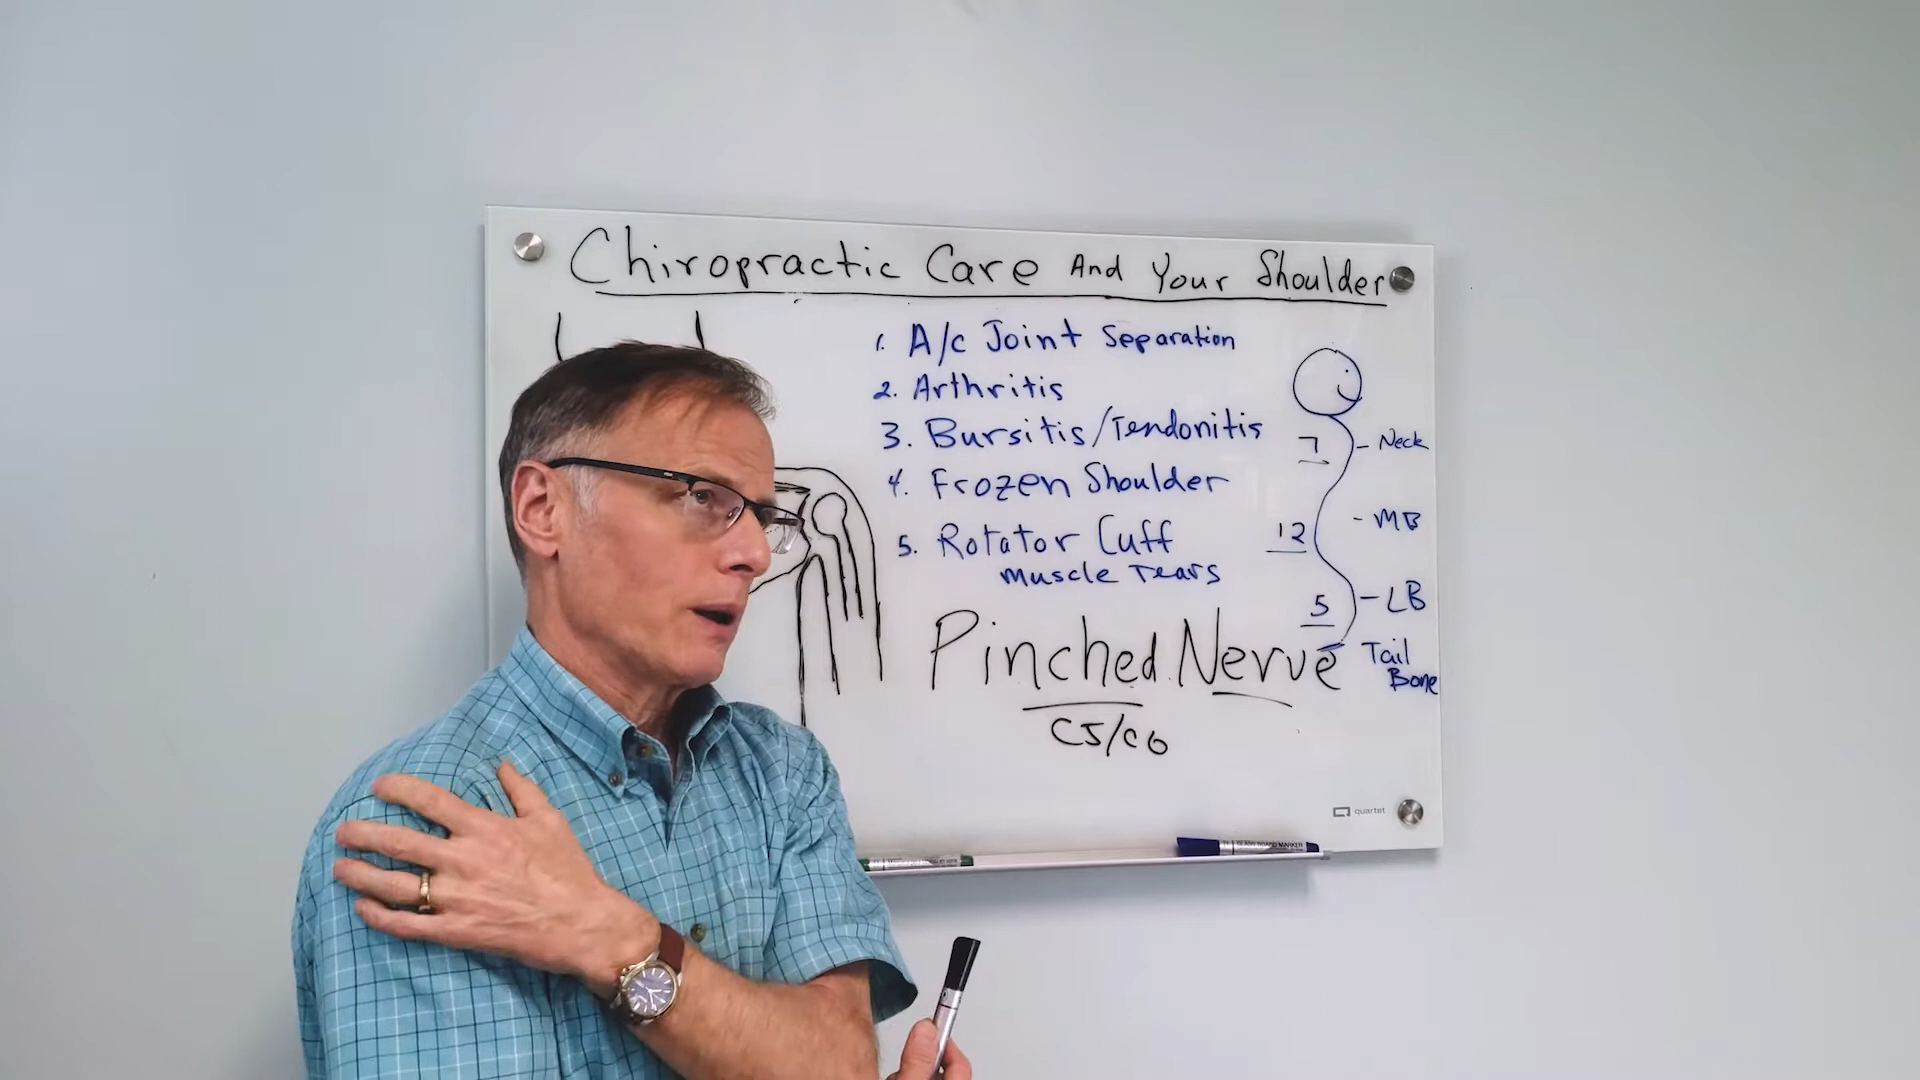 Chiropractic Care And Your Shoulder
1. A/c Joint Separation
2. Arthritis
3. Bursitis/Tendonitis
4. Frozen Shoulder
5. Rotator Cuff
muscle Tears
7 - Neck
12 - MB
5 - LB
Tail
Bone
Pinched Nerve
C5/C6
quartet